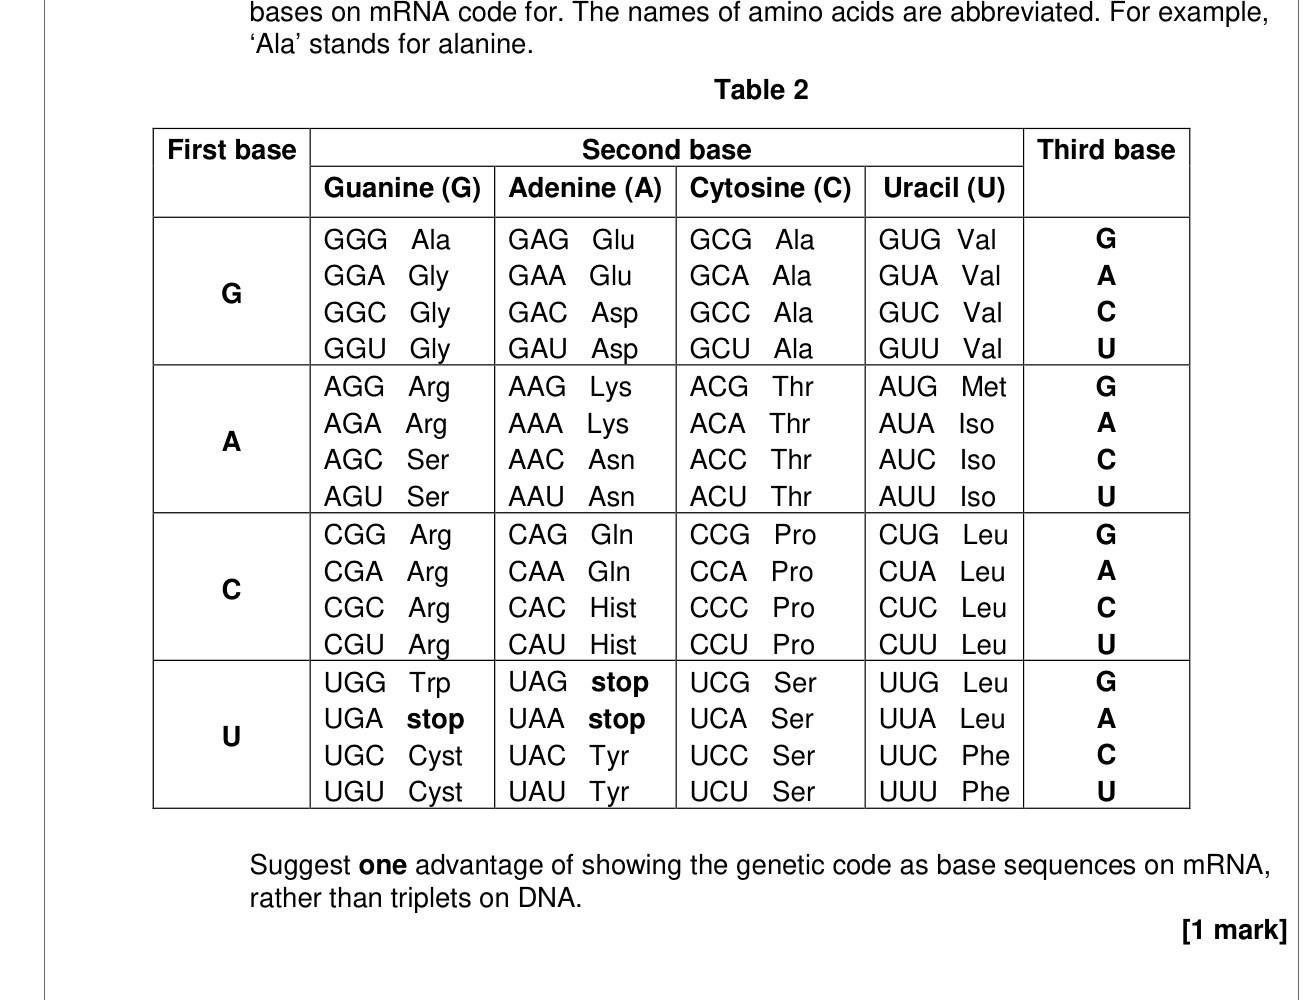 bases on mRNA code for. The names of amino acids are abbreviated. For example,
‘Ala’ stands for alanine.
Table 2
First base Second base Third base
Guanine (G) Adenine (A) Cytosine (C) Uracil (U)
G
GGG Ala GAG Glu GCG Ala GUG Val G
GGA Gly GAA Glu GCA Ala GUA Val A
GGC Gly GAC Asp GCC Ala GUC Val C
GGU Gly GAU Asp GCU Ala GUU Val U
A
AGG Arg AAG Lys ACG Thr AUG Met G
AGA Arg AAA Lys ACA Thr AUA Iso A
AGC Ser AAC Asn ACC Thr AUC Iso C
AGU Ser AAU Asn ACU Thr AUU Iso U
C
CGG Arg CAG Gln CCG Pro CUG Leu G
CGA Arg CAA Gln CCA Pro CUA Leu A
CGC Arg CAC Hist CCC Pro CUC Leu C
CGU Arg CAU Hist CCU Pro CUU Leu U
U
UGG Trp UAG stop UCG Ser UUG Leu G
UGA stop UAA stop UCA Ser UUA Leu A
UGC Cyst UAC Tyr UCC Ser UUC Phe C
UGU Cyst UAU Tyr UCU Ser UUU Phe U
Suggest one advantage of showing the genetic code as base sequences on mRNA,
rather than triplets on DNA.
[1 mark]